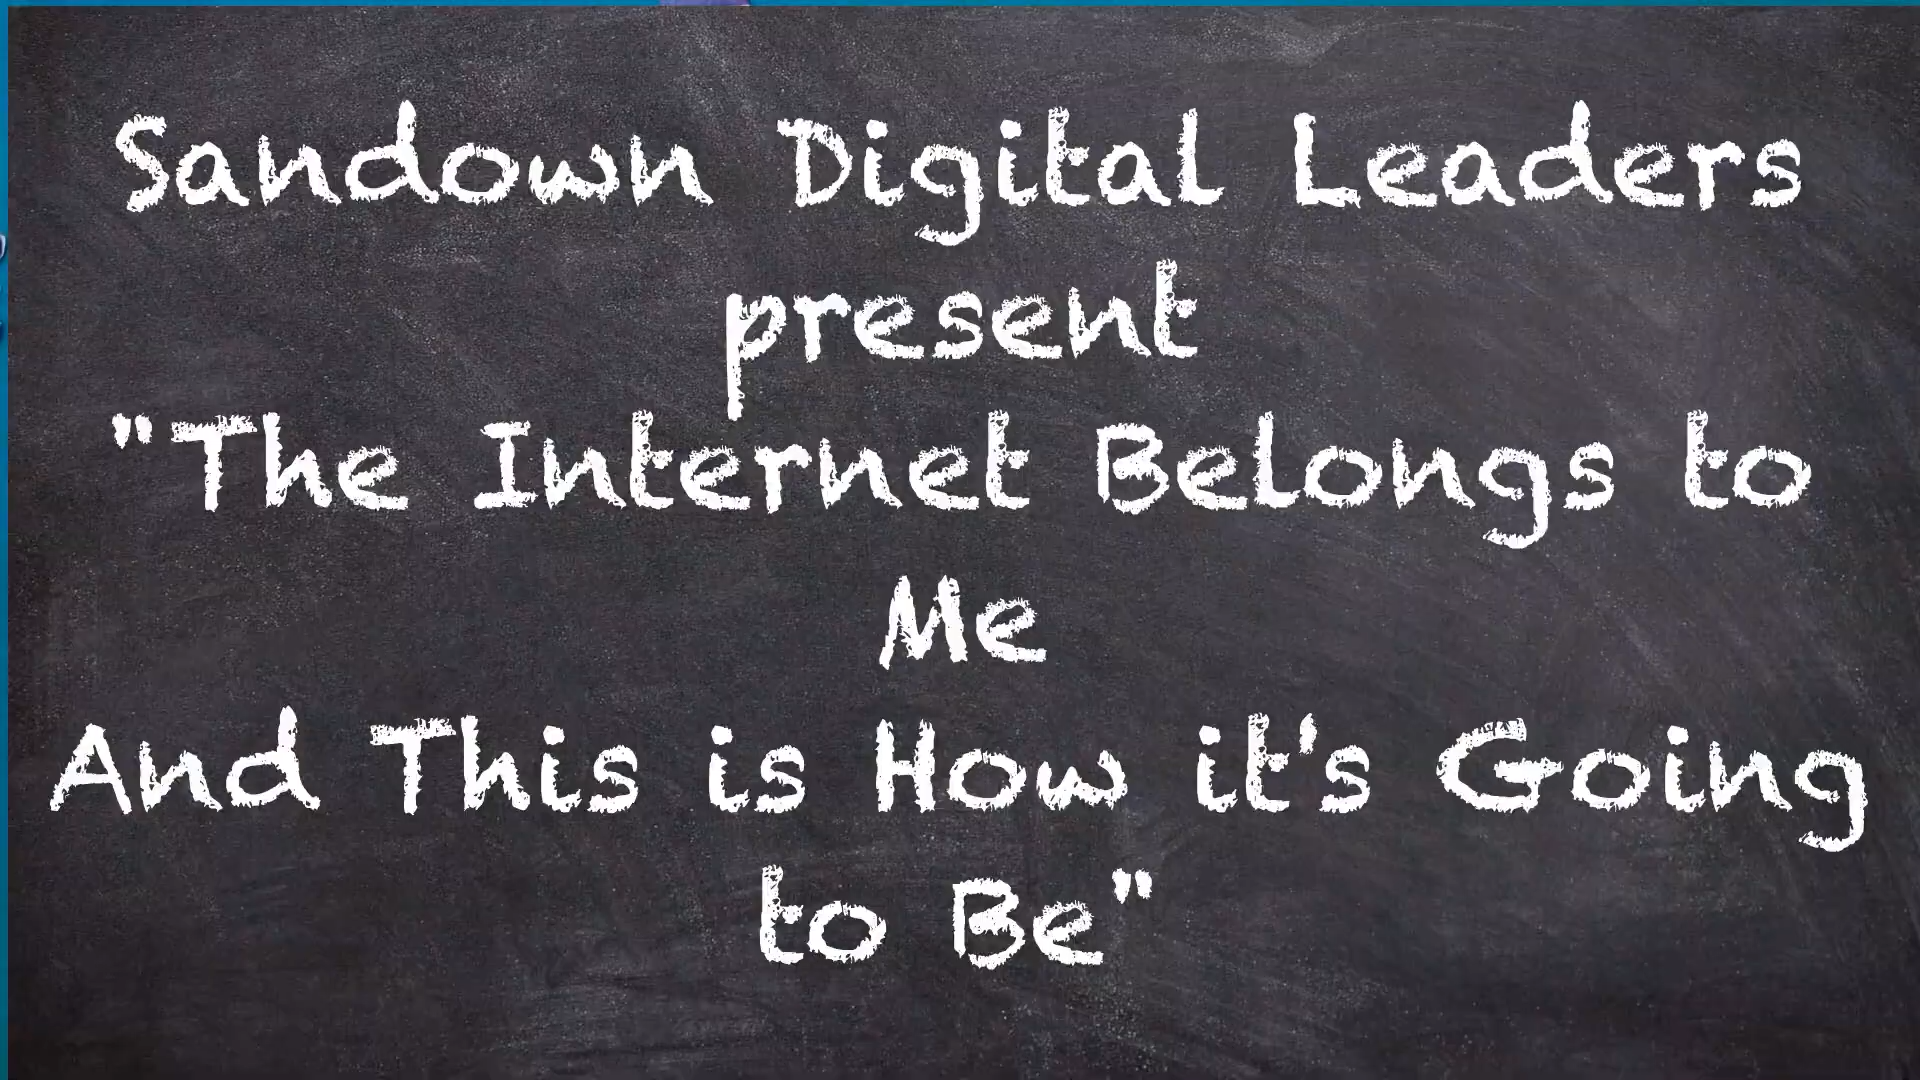 Sandown Digital Leaders
present
"The Internet Belongs to
Me
And This is How it's Going
to Be"